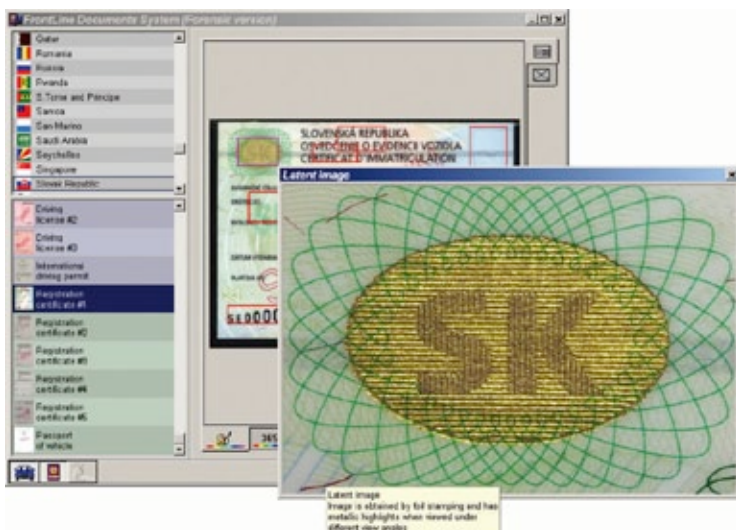 FrontLine Documents System (Forensic version)
Qatar
Romania
Russia
Rwanda
S.Tome and Principe
Samoa
San-Marino
Saudi Arabia
Seychelles
Singapore
Slovak Republic
Driving
license #2
Driving
license #3
International
driving permit
Registration
certificate #1
Registration
certificate #2
Registration
certificate #3
Registration
certificate #4
Registration
certificate #5
Passport
of vehicle
SLOVENSKÁ REPUBLIKA
OSVEDČENIE O EVIDENCII VOZIDLA
CERTIFICAT D'IMMATRICULATION
SK
365
Latent image
SK
Latent image
Image is obtained by foil stamping and has
metallic highlights when viewed under
different view angles